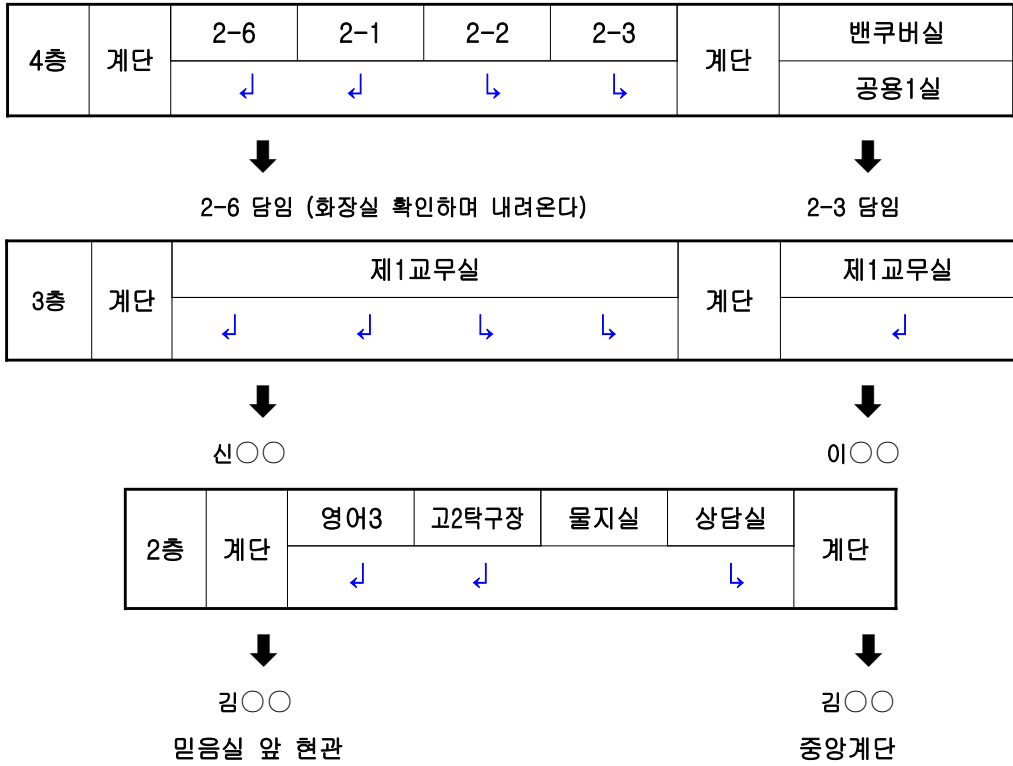 4층 계단 2-6 2-1 2-2 2-3 계단 밴쿠버실
공용1실
2-6 담임 (화장실 확인하며 내려온다) 2-3 담임
3층 계단 제1교무실 계단 제1교무실
신○○ 이○○
2층 계단 영어3 고2탁구장 물지실 상담실 계단
김○○ 김○○
믿음실 앞 현관 중앙계단